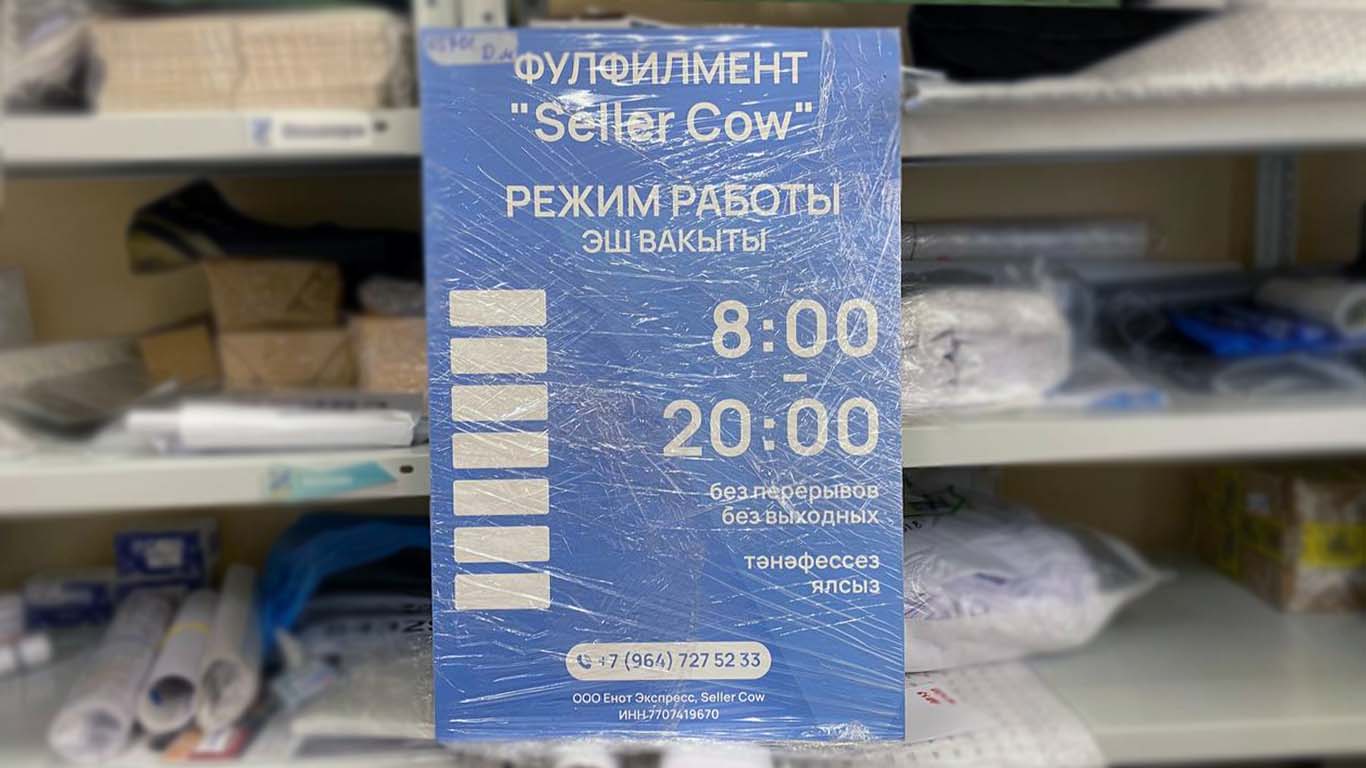 ФУЛФИЛМЕНТ
"Seller Cow"
РЕЖИМ РАБОТЫ
ЭШ ВАКЫТЫ
8:00
–
20:00
без перерывов
без выходных
тәнәфессез
ялсыз
+7 (964) 727 52 33
ООО Енот Экспресс, Seller Cow
ИНН 7707419670